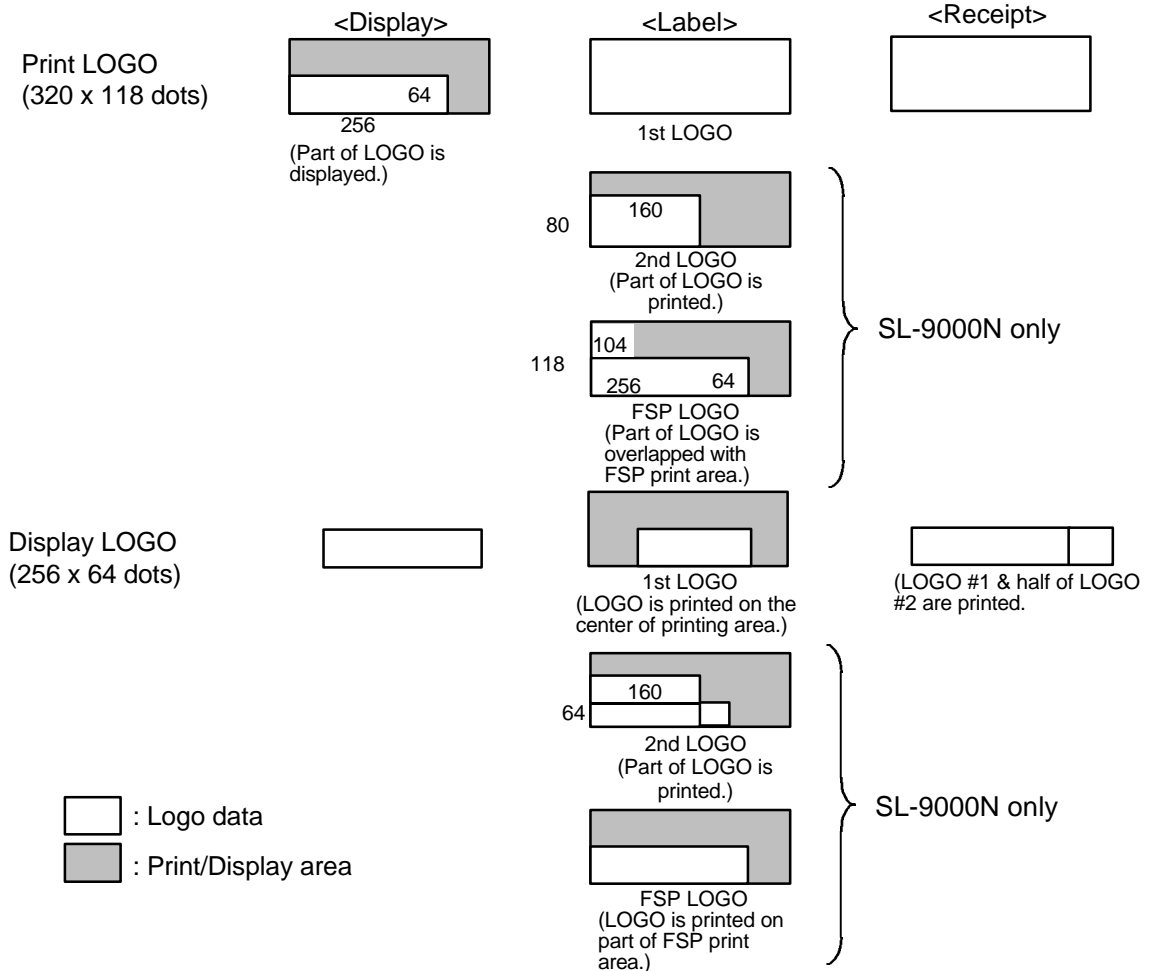 <Display>
<Label>
<Receipt>
Print LOGO
(320 x 118 dots)
64
256
(Part of LOGO is
displayed.)
1st LOGO
160
80
2nd LOGO
(Part of LOGO is
printed.)
104
118
256
64
FSP LOGO
(Part of LOGO is
overlapped with
FSP print area.)
SL-9000N only
Display LOGO
(256 x 64 dots)
1st LOGO
(LOGO is printed on the
center of printing area.)
(LOGO #1 & half of LOGO
#2 are printed.
160
64
2nd LOGO
(Part of LOGO is
printed.)
FSP LOGO
(LOGO is printed on
part of FSP print
area.)
SL-9000N only
: Logo data
: Print/Display area